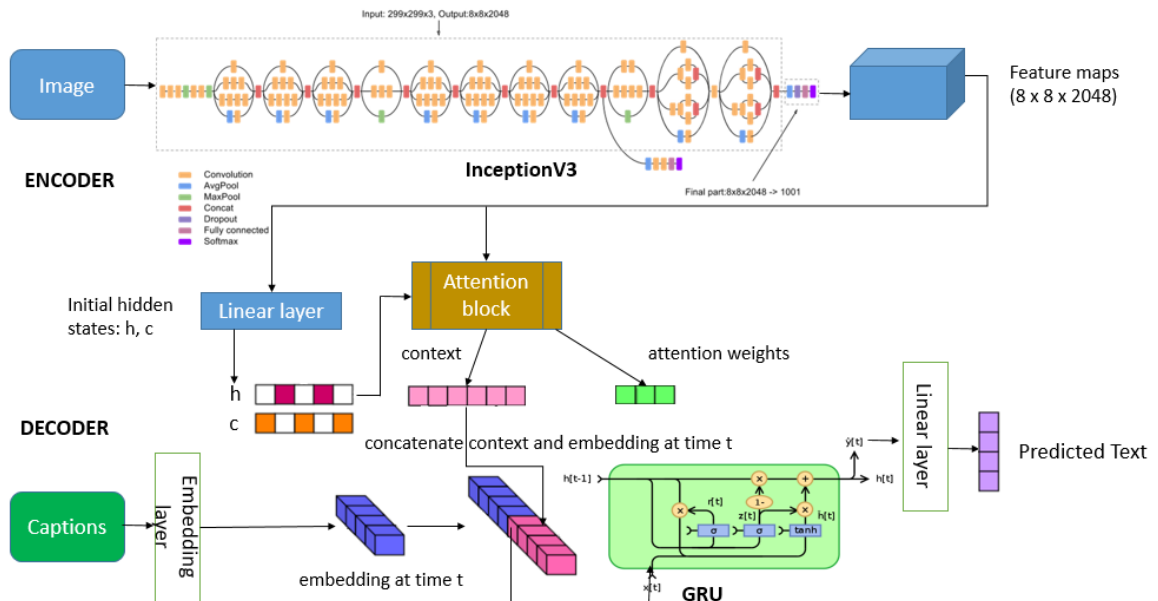 Input: 299x299x3, Output:8x8x2048
Image
Feature maps
(8 x 8 x 2048)
InceptionV3
ENCODER
Convolution
AvgPool
MaxPool
Concat
Dropout
Fully connected
Softmax
Final part:8x8x2048 -> 1001
Attention
block
Initial hidden
states: h, c
Linear layer
context
attention weights
h
c
DECODER
concatenate context and embedding at time t
Linear
layer
Predicted Text
ŷ[t]
h[t-1]
h[t]
r[t]
z[t]
1-
h[t]
×
+
×
×
σ
σ
tanh
x[t]
GRU
Captions
Embedding
layer
embedding at time t